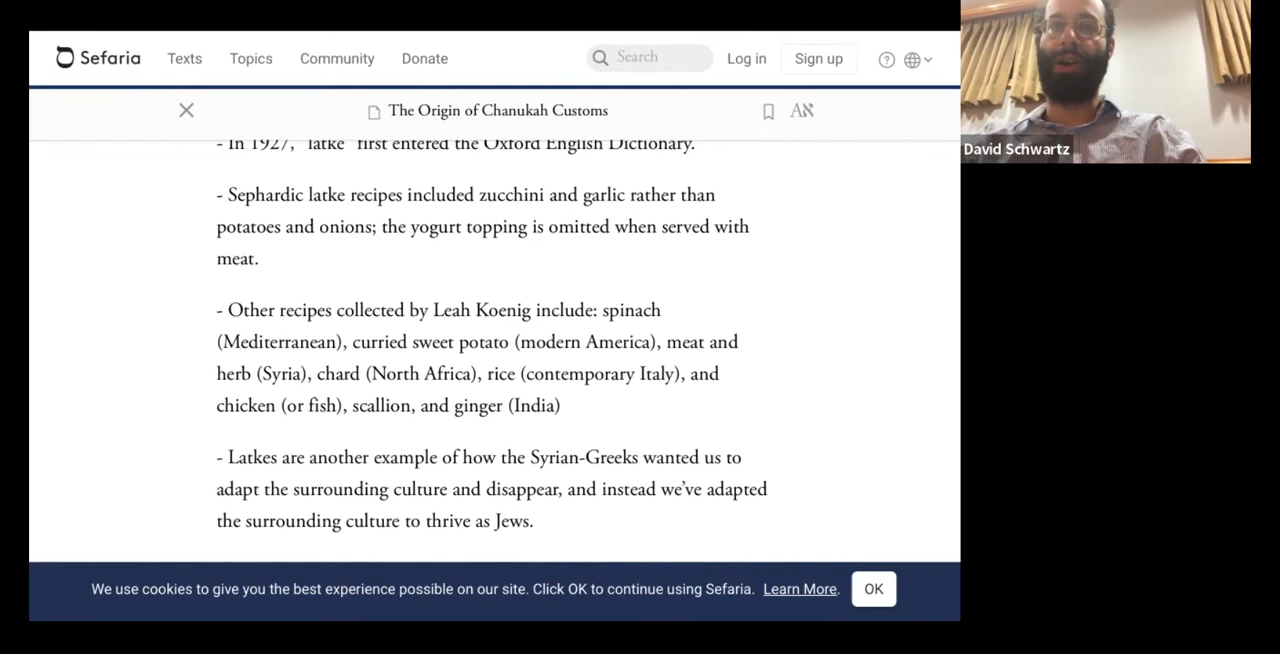 Sefaria Texts Topics Community Donate Search Log in Sign up
The Origin of Chanukah Customs Aא
- In 1927, "latke" first entered the Oxford English Dictionary.
- Sephardic latke recipes included zucchini and garlic rather than
potatoes and onions; the yogurt topping is omitted when served with
meat.
- Other recipes collected by Leah Koenig include: spinach
(Mediterranean), curried sweet potato (modern America), meat and
herb (Syria), chard (North Africa), rice (contemporary Italy), and
chicken (or fish), scallion, and ginger (India)
- Latkes are another example of how the Syrian-Greeks wanted us to
adapt the surrounding culture and disappear, and instead we've adapted
the surrounding culture to thrive as Jews.
We use cookies to give you the best experience possible on our site. Click OK to continue using Sefaria. Learn More. OK
David Schwartz